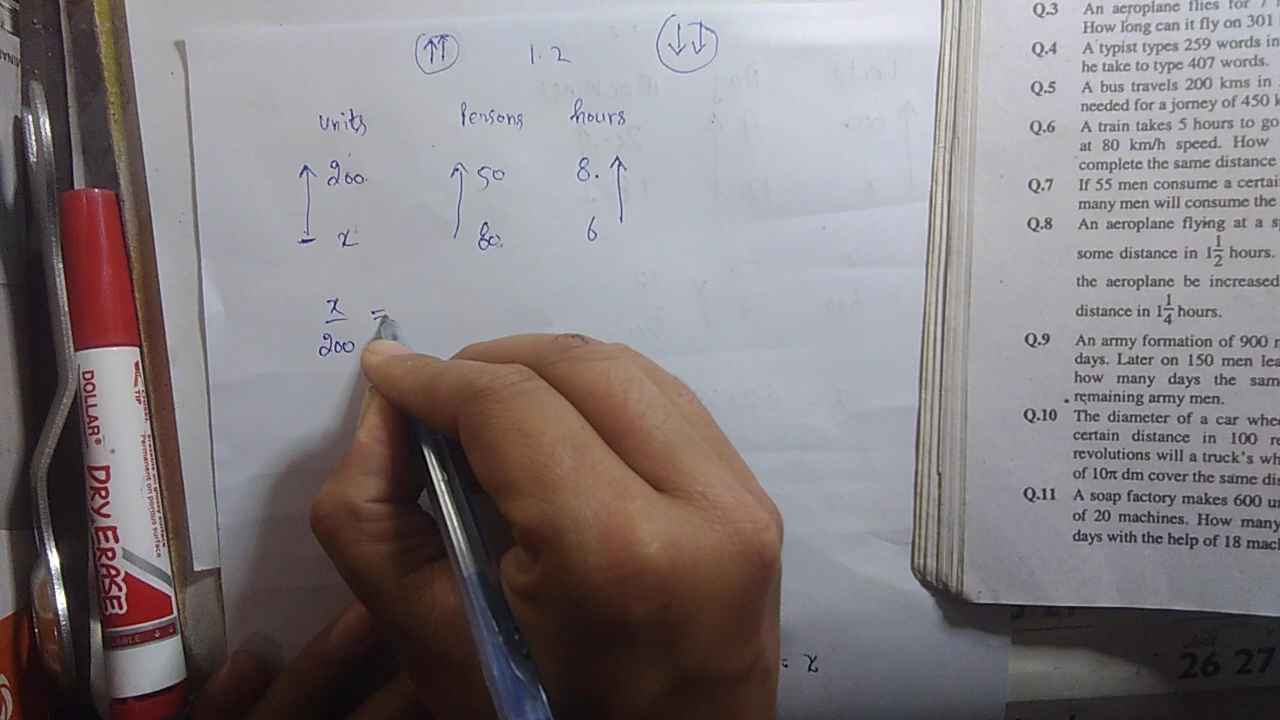 1.2
units Persons hours
200 50 8.
x 80. 6
x
200 =
= x
DOLLAR® DRY ERASE
Q.3 An aeroplane flies for 7
How long can it fly on 301
Q.4 A typist types 259 words in
he take to type 407 words.
Q.5 A bus travels 200 kms in
needed for a jorney of 450
Q.6 A train takes 5 hours to go
at 80 km/h speed. How
complete the same distance
Q.7 If 55 men consume a certai
many men will consume the
Q.8 An aeroplane flying at a s
some distance in 1 1/2 hours.
the aeroplane be increased
distance in 1 1/4 hours.
Q.9 An army formation of 900
days. Later on 150 men lea
how many days the sam
remaining army men.
Q.10 The diameter of a car whe
certain distance in 100 r
revolutions will a truck's wh
of 10π dm cover the same dis
Q.11 A soap factory makes 600 u
of 20 machines. How many
days with the help of 18 mac
26 27